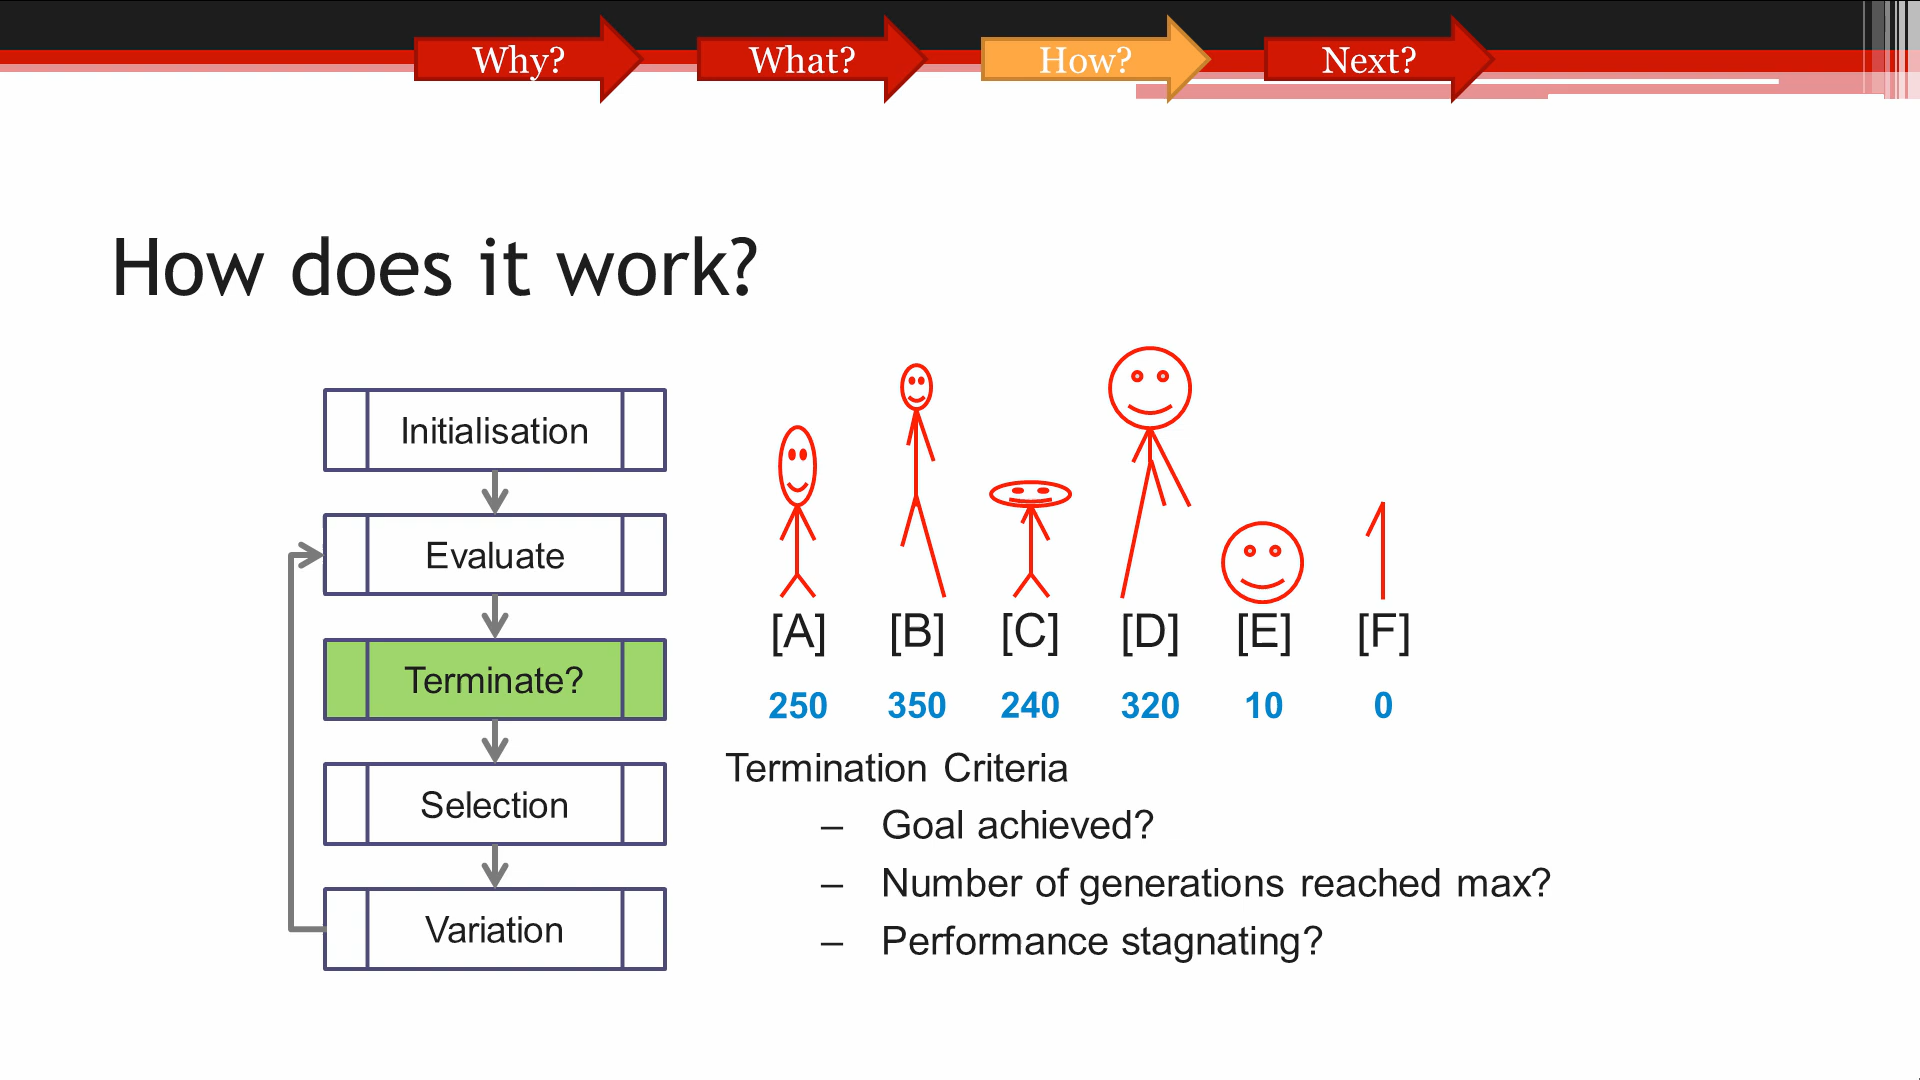 Why? What? How? Next?
How does it work?
Initialisation
Evaluate
Terminate?
Selection
Variation
[A] [B] [C] [D] [E] [F]
250 350 240 320 10 0
Termination Criteria
– Goal achieved?
– Number of generations reached max?
– Performance stagnating?